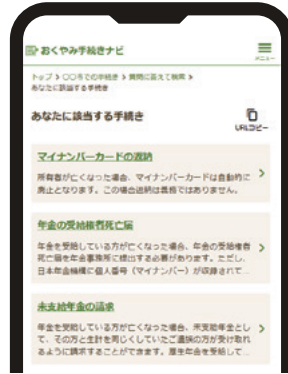 おくやみ手続きナビ
メニュー
トップ > ○○市での手続き > 質問に答えて検索 >
あなたに該当する手続き
あなたに該当する手続き
URLコピー
マイナンバーカードの返納
所有者が亡くなった場合、マイナンバーカードは自動的に
廃止となります。この場合返納は義務ではありません。
年金の受給権者死亡届
年金を受給している方が亡くなった場合、年金の受給権者
死亡届を年金事務所に提出する必要があります。ただし、
日本年金機構に個人番号（マイナンバー）が収録されて...
未支給年金の請求
年金を受給している方が亡くなった場合、未支給年金とし
て、その方と生計を同じくしていたご遺族の方が受け取れ
るように請求することができます。厚生年金を受給して...